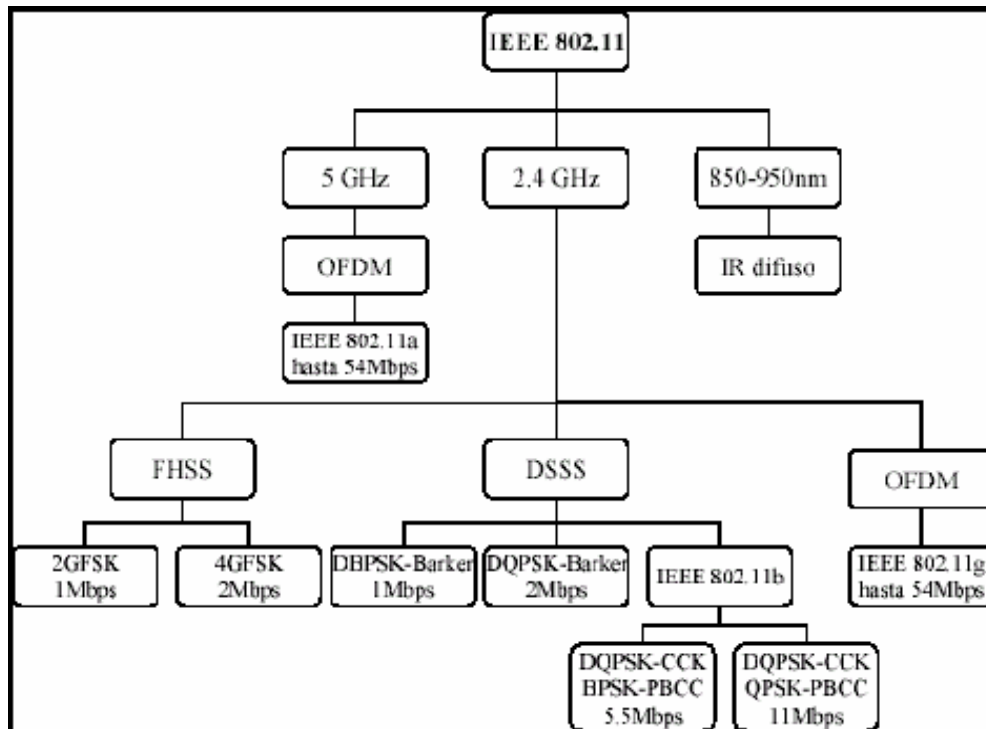 IEEE 802.11
5 GHz
2.4 GHz
850-950nm
OFDM
IR difuso
IEEE 802.11a
hasta 54Mbps
FHSS
DSSS
OFDM
2GFSK
1Mbps
4GFSK
2Mbps
DBPSK-Barker
1Mbps
DQPSK-Barker
2Mbps
IEEE 802.11b
IEEE 802.11g
hasta 54Mbps
DQPSK-CCK
BPSK-PBCC
5.5Mbps
DQPSK-CCK
QPSK-PBCC
11Mbps